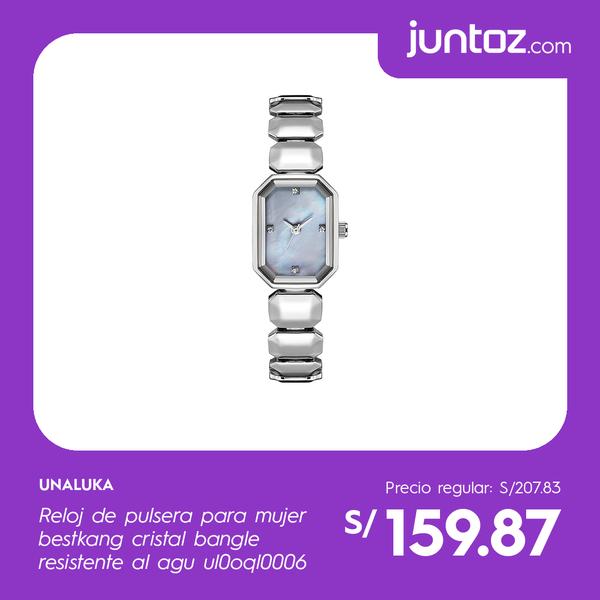 juntoz.com
UNALUKA
Reloj de pulsera para mujer
bestkang cristal bangle
resistente al agu ul0oql0006
Precio regular: S/207.83
S/159.87